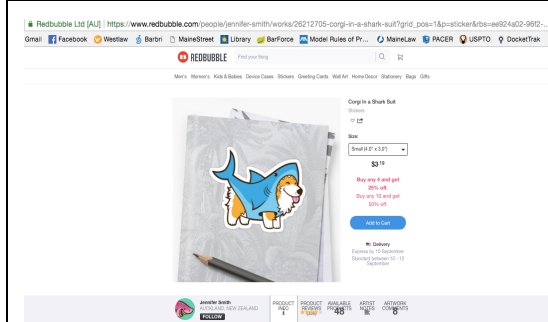 Redbubble Ltd [AU] | https://www.redbubble.com/people/jennifer-smith/works/26212705-corgi-in-a-shark-suit?grid_pos=1&p=sticker&rbs=ee924a02-96f2-...
Gmail Facebook Westlaw Barbri MaineStreet Library BarForce Model Rules of Pr... MaineLaw PACER USPTO DocketTrak
REDBUBBLE Find your thing
Men's Women's Kids & Babies Device Cases Stickers Greeting Cards Wall Art Home Decor Stationery Bags Gifts
Corgi In a Shark Suit
Stickers
Size:
Small (4.0" x 3.0")
$3.19
Buy any 4 and get
25% off.
Buy any 10 and get
50% off.
Add to Cart
Delivery
Express by 10 September
Standard between 10 - 13
September
Jennifer Smith
AUCKLAND, NEW ZEALAND
FOLLOW
PRODUCT INFO
PRODUCT REVIEWS
AVAILABLE PRODUCTS
48
ARTIST NOTES
ARTWORK COMMENTS
8